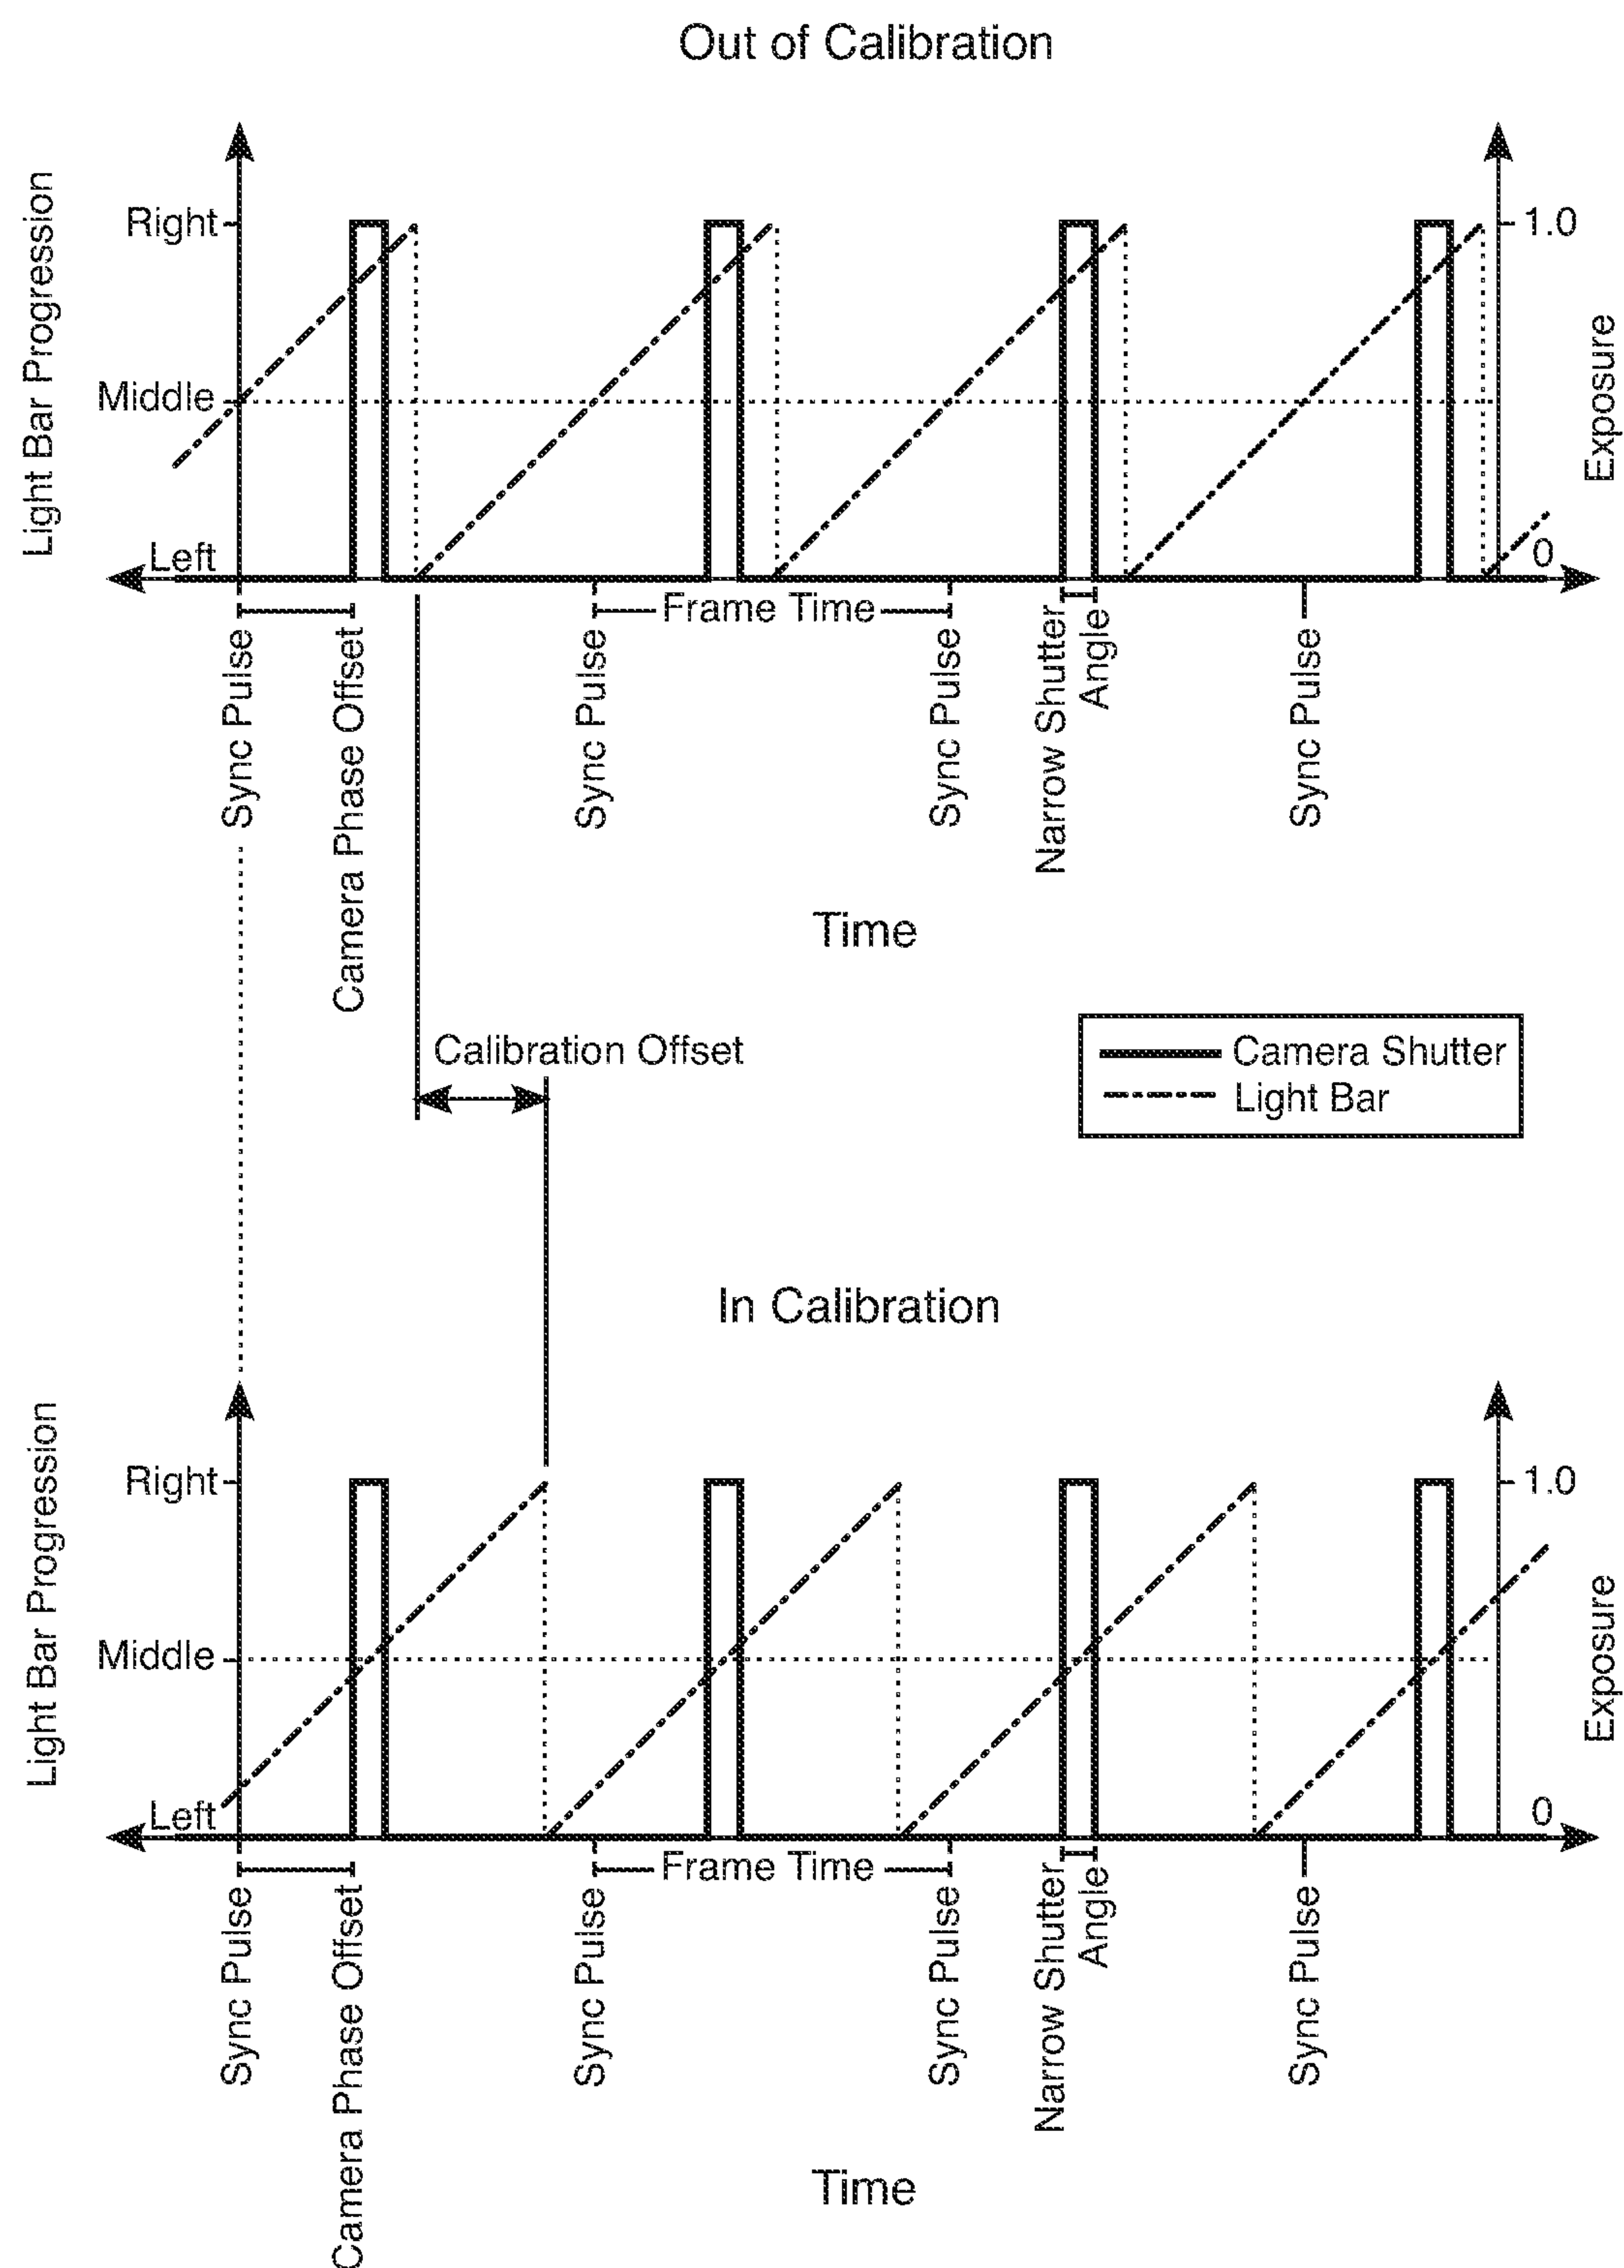 Out of Calibration
Light Bar Progression
Right
Middle
Left
1.0
0
Exposure
Frame Time
Sync Pulse
Camera Phase Offset
Sync Pulse
Sync Pulse
Narrow Shutter
Angle
Sync Pulse
Time
Calibration Offset
Camera Shutter
Light Bar
In Calibration
Light Bar Progression
Right
Middle
Left
1.0
0
Exposure
Frame Time
Sync Pulse
Camera Phase Offset
Sync Pulse
Sync Pulse
Narrow Shutter
Angle
Sync Pulse
Time